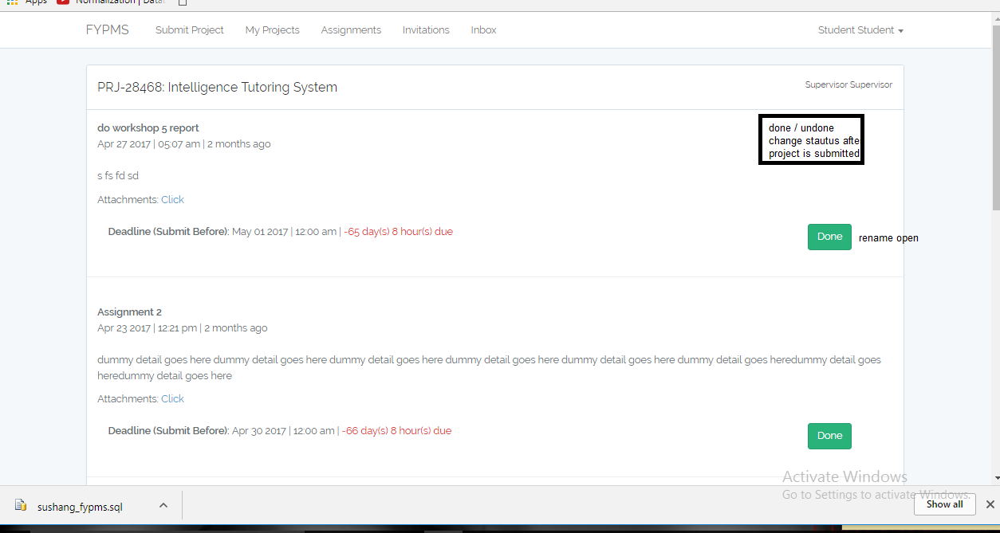 Apps Normalization | Data
FYPMS Submit Project My Projects Assignments Invitations Inbox Student Student
PRJ-28468: Intelligence Tutoring System Supervisor Supervisor
do workshop 5 report
Apr 27 2017 | 05:07 am | 2 months ago
done / undone
change stautus afte
project is submitted
s fs fd sd
Attachments: Click
Deadline (Submit Before): May 01 2017 | 12:00 am | -65 day(s) 8 hour(s) due
Done rename open
Assignment 2
Apr 23 2017 | 12:21 pm | 2 months ago
dummy detail goes here dummy detail goes here dummy detail goes here dummy detail goes here dummy detail goes here dummy detail goes heredummy detail goes
heredummy detail goes here
Attachments: Click
Deadline (Submit Before): Apr 30 2017 | 12:00 am | -66 day(s) 8 hour(s) due
Done
Activate Windows
Go to Settings to activate Windows.
sushang_fypms.sql Show all